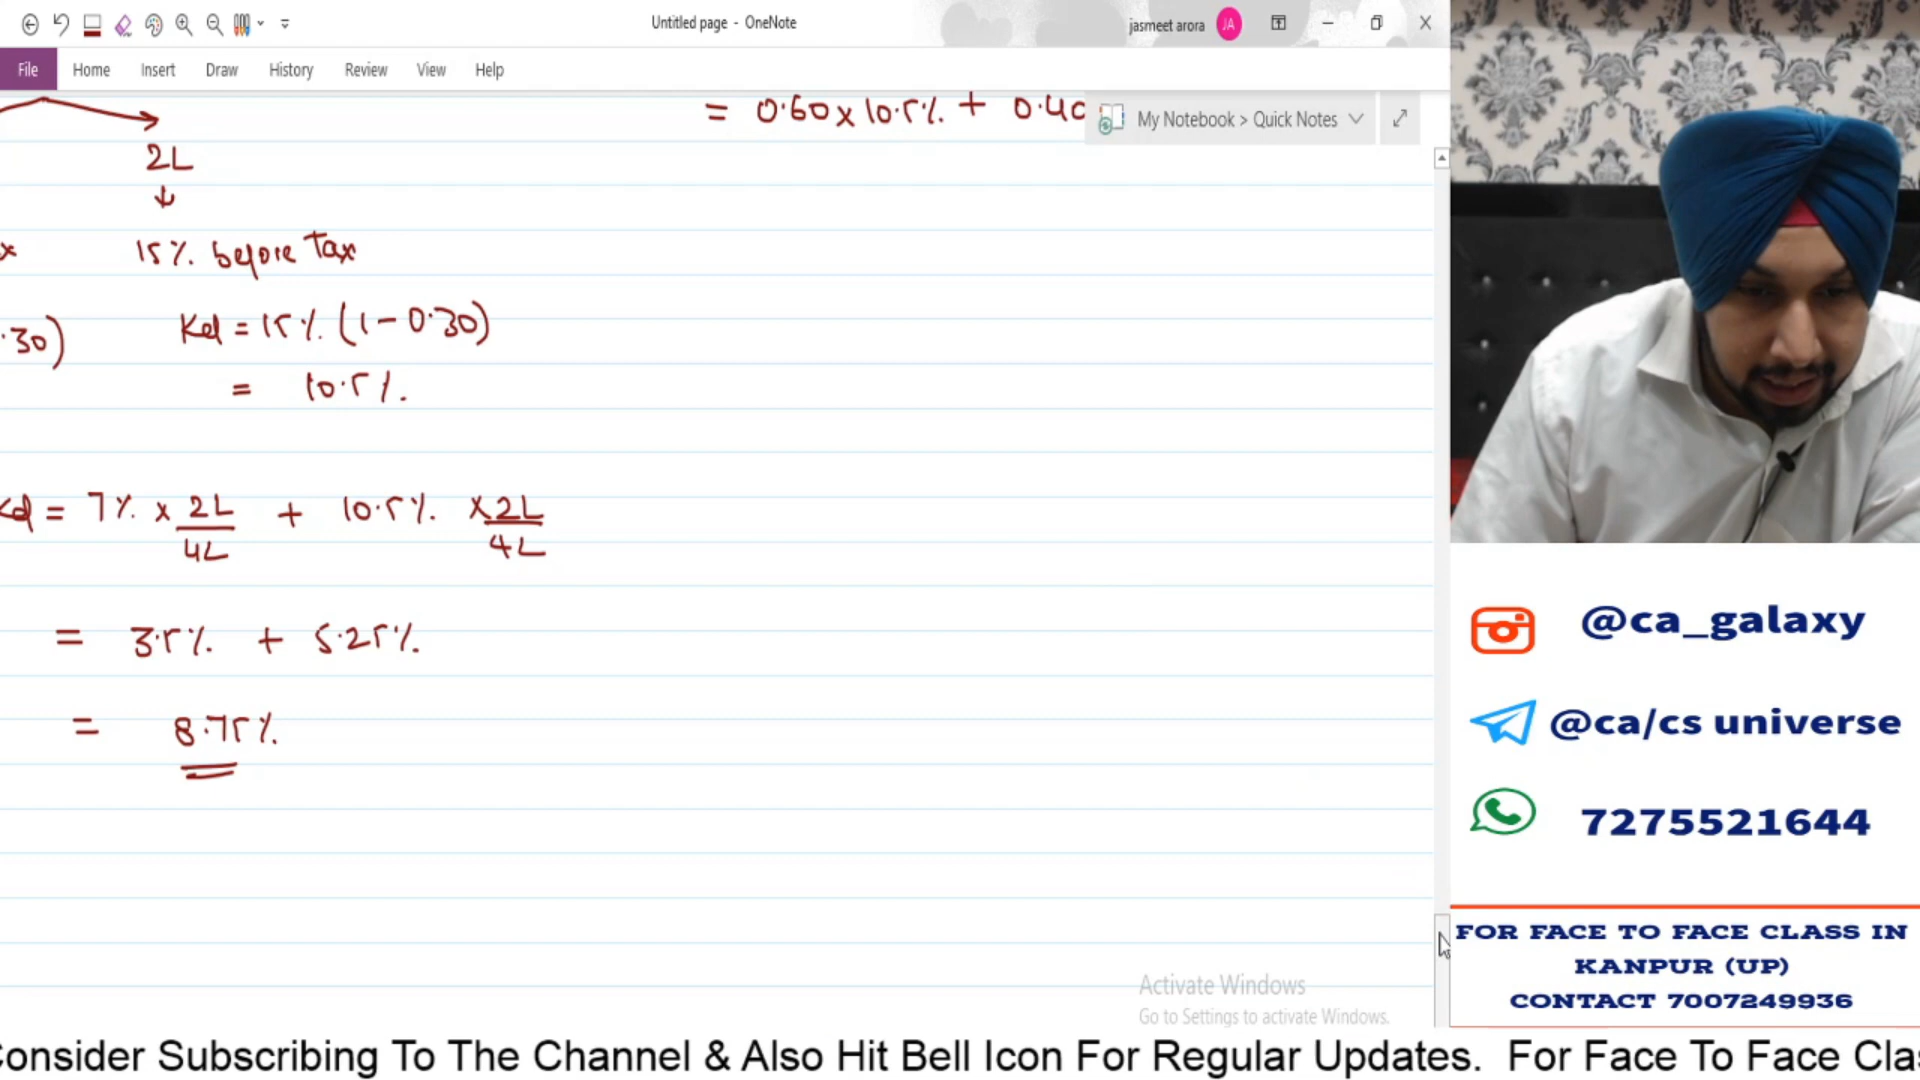 Untitled page - OneNote
jasmeet arora
JA
File Home Insert Draw History Review View Help
My Notebook > Quick Notes
= 0.60 x 10.5% + 0.40
2L
15% before Tax
.30)
Kd = 15% (1 - 0.30)
= 10.5%.
Kd = 7% x 2L/4L + 10.5% x 2L/4L
= 3.5% + 5.25%
= 8.75%
@ca_galaxy
@ca/cs universe
7275521644
FOR FACE TO FACE CLASS IN
KANPUR (UP)
CONTACT 7007249936
Activate Windows
Go to Settings to activate Windows.
Consider Subscribing To The Channel & Also Hit Bell Icon For Regular Updates. For Face To Face Clas